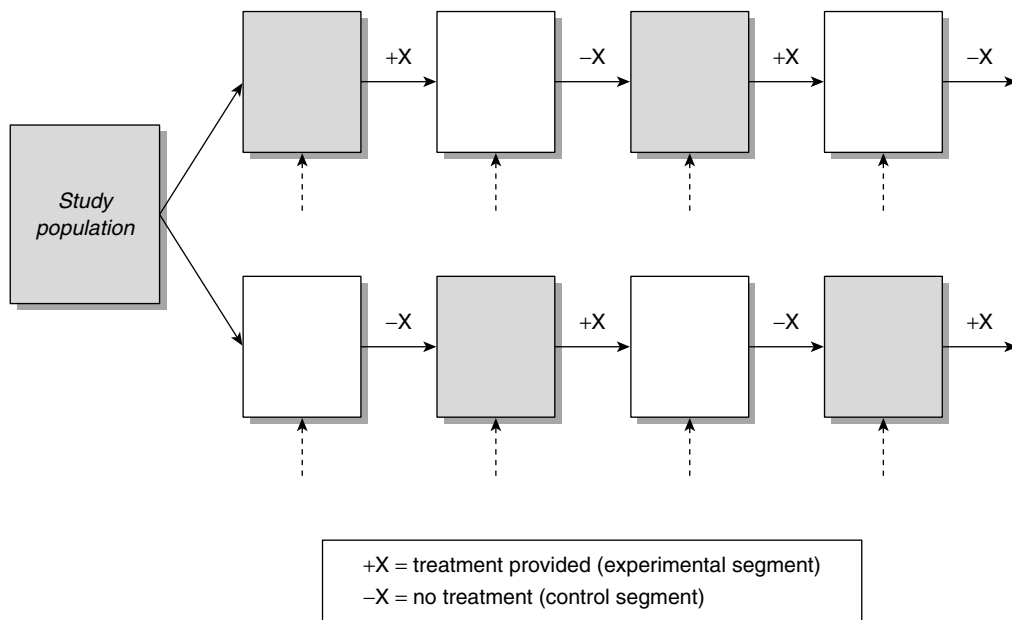 +X
−X
+X
−X
Study
population
−X
+X
−X
+X
+X = treatment provided (experimental segment)
−X = no treatment (control segment)